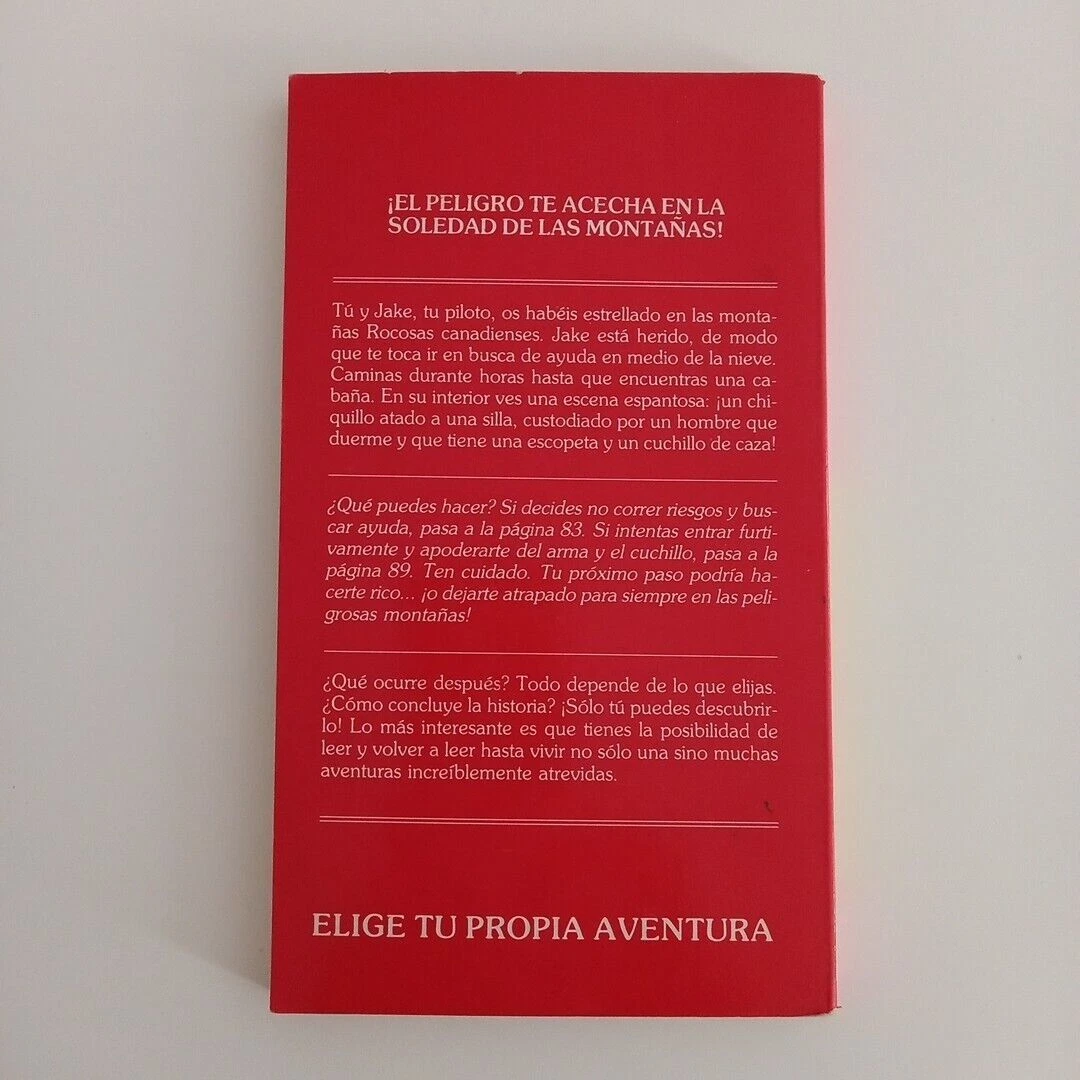 ¡EL PELIGRO TE ACECHA EN LA
SOLEDAD DE LAS MONTAÑAS!
Tú y Jake, tu piloto, os habéis estrellado en las monta-
ñas Rocosas canadienses. Jake está herido, de modo
que te toca ir en busca de ayuda en medio de la nieve.
Caminas durante horas hasta que encuentras una ca-
baña. En su interior ves una escena espantosa: ¡un chi-
quillo atado a una silla, custodiado por un hombre que
duerme y que tiene una escopeta y un cuchillo de caza!
¿Qué puedes hacer? Si decides no correr riesgos y bus-
car ayuda, pasa a la página 83. Si intentas entrar furti-
vamente y apoderarte del arma y el cuchillo, pasa a la
página 89. Ten cuidado. Tu próximo paso podría ha-
certe rico... ¡o dejarte atrapado para siempre en las peli-
grosas montañas!
¿Qué ocurre después? Todo depende de lo que elijas.
¿Cómo concluye la historia? ¡Sólo tú puedes descubrir-
lo! Lo más interesante es que tienes la posibilidad de
leer y volver a leer hasta vivir no sólo una sino muchas
aventuras increíblemente atrevidas.
ELIGE TU PROPIA AVENTURA